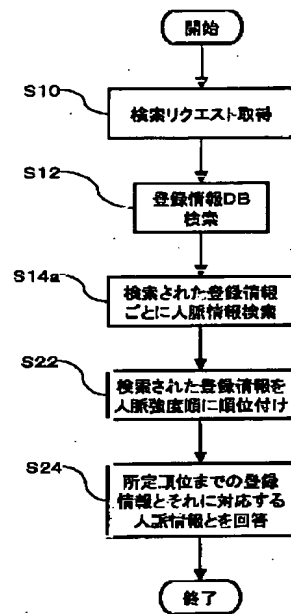 開始
S10
検索リクエスト取得
S12
登録情報DB
検索
S14a
検索された登録情報
ごとに人脈情報検索
S22
検索された登録情報を
人脈強度順に順位付け
S24
所定順位までの登録
情報とそれに対応する
人脈情報とを回答
終了